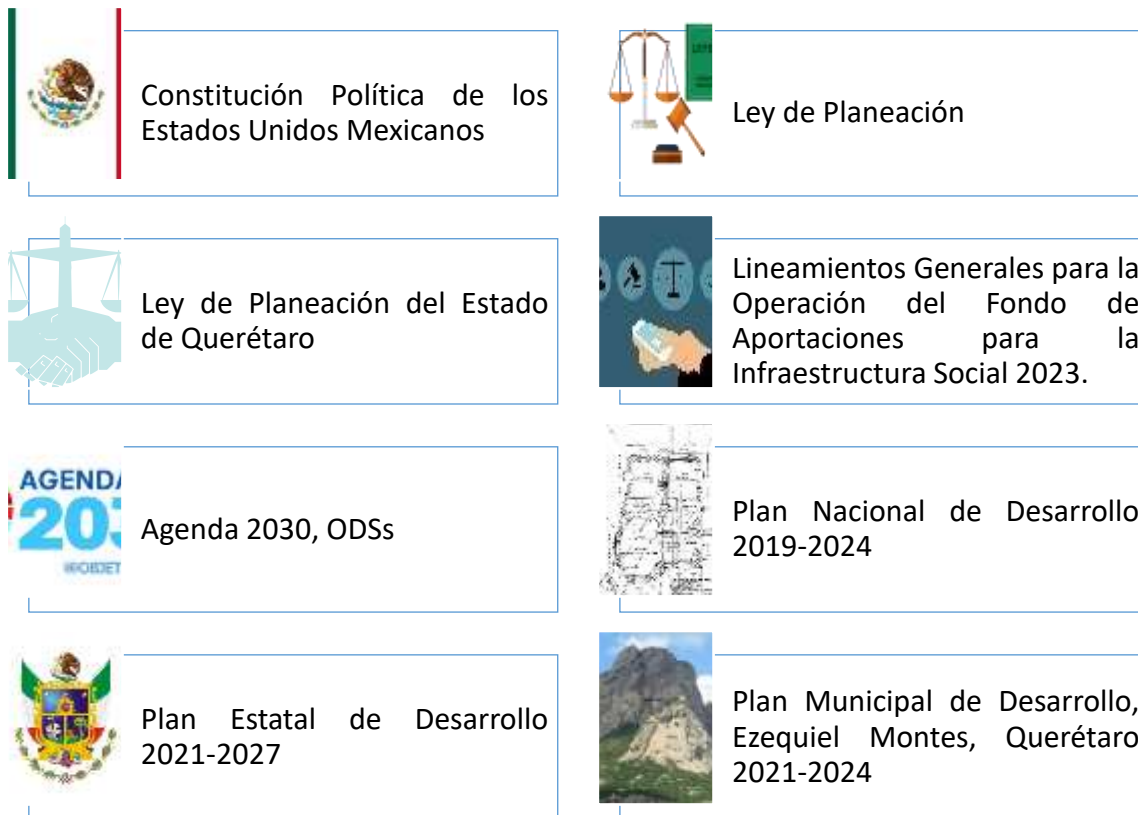 Constitución Política de los
Estados Unidos Mexicanos
Ley de Planeación
Ley de Planeación del Estado
de Querétaro
Lineamientos Generales para la
Operación del Fondo de
Aportaciones para la
Infraestructura Social 2023.
AGENDA
203
Agenda 2030, ODSs
Plan Nacional de Desarrollo
2019-2024
Plan Estatal de Desarrollo
2021-2027
Plan Municipal de Desarrollo,
Ezequiel Montes, Querétaro
2021-2024